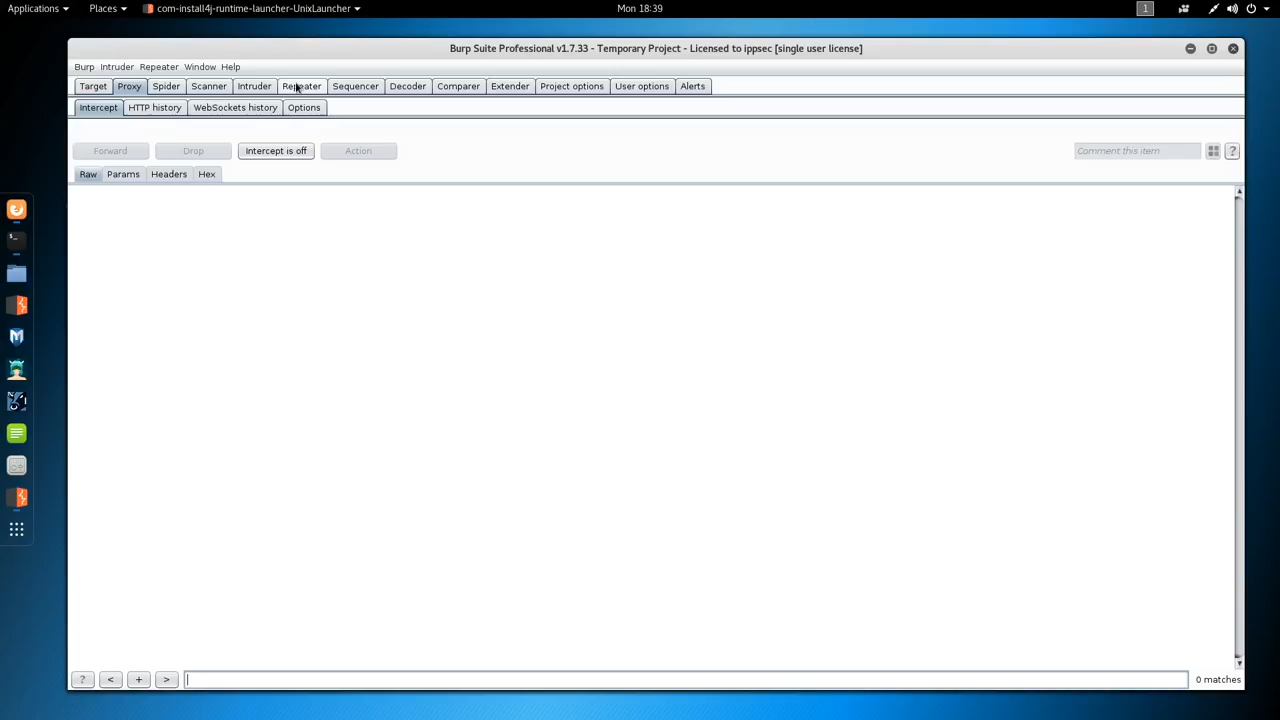 Applications Places com-install4j-runtime-launcher-UnixLauncher Mon 18:39 1
Burp Suite Professional v1.7.33 - Temporary Project - Licensed to ippsec [single user license]
Burp Intruder Repeater Window Help
Target Proxy Spider Scanner Intruder Repeater Sequencer Decoder Comparer Extender Project options User options Alerts
Intercept HTTP history WebSockets history Options
Forward Drop Intercept is off Action Comment this item ?
Raw Params Headers Hex
? < + > 0 matches